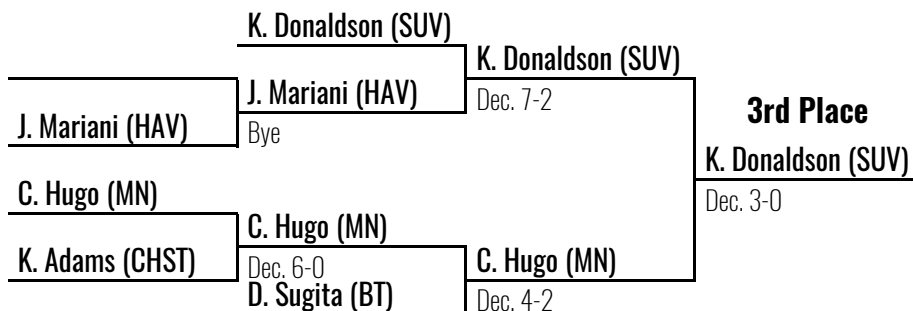 K. Donaldson (SUV)
K. Donaldson (SUV)
J. Mariani (HAV)
Dec. 7-2
3rd Place
J. Mariani (HAV)
Bye
K. Donaldson (SUV)
C. Hugo (MN)
Dec. 3-0
C. Hugo (MN)
K. Adams (CHST)
Dec. 6-0
C. Hugo (MN)
D. Sugita (BT)
Dec. 4-2